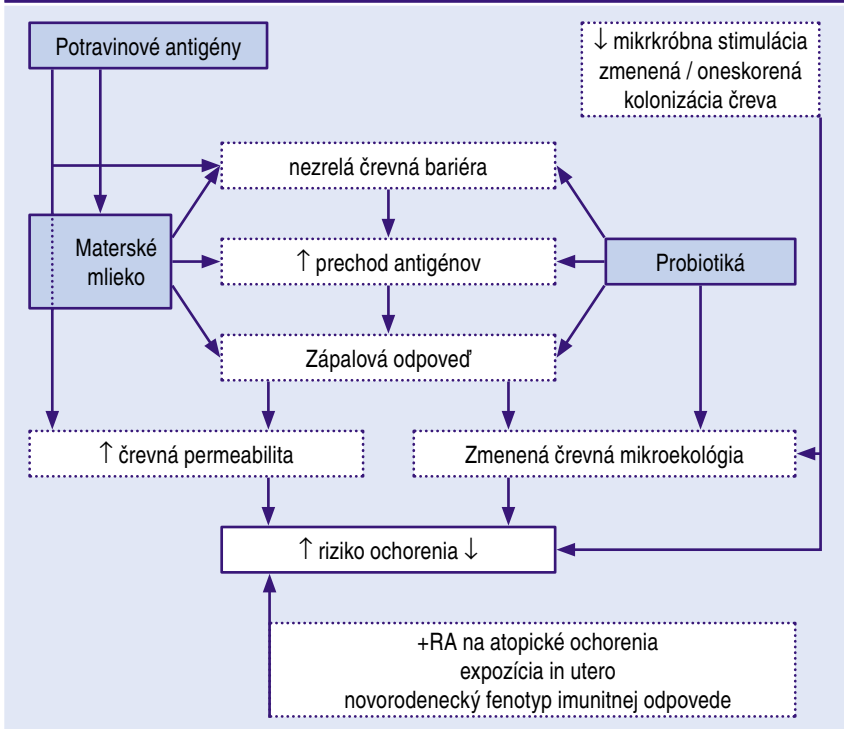 Potravinové antigény
↓ mikrkróbna stimulácia
zmenená / oneskorená
kolonizácia čreva
nezrelá črevná bariéra
Materské
mlieko
↑ prechod antigénov
Probiotiká
Zápalová odpoveď
↑ črevná permeabilita
Zmenená črevná mikroekológia
↑ riziko ochorenia ↓
+RA na atopické ochorenia
expozícia in utero
novorodenecký fenotyp imunitnej odpovede